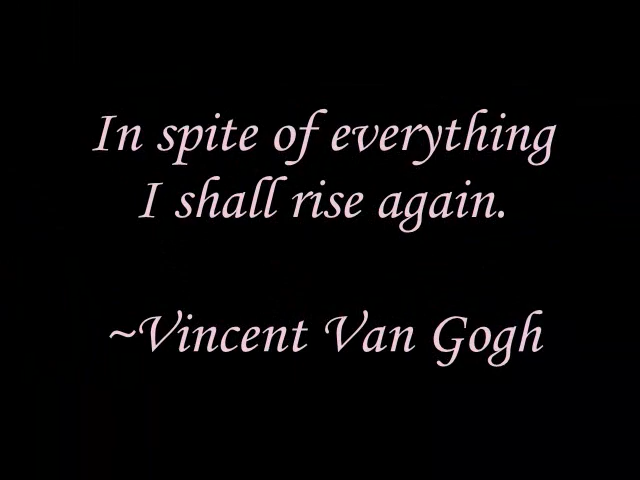 In spite of everything
I shall rise again.
~Vincent Van Gogh